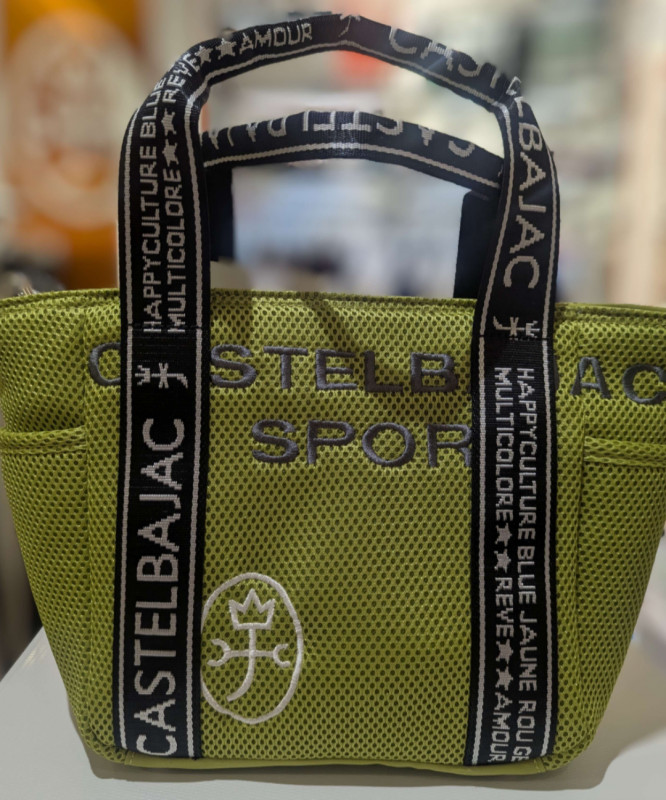 CASTELBAJAC
SPOR
CASTELBAJAC
HAPPYCULTURE BLUE JAUNE ROUGE
MULTICOLORE★★REVE★★AMOUR
HAPPYCULTURE BLUE
MULTICOLORE★★REVE★★AMOUR
CASTELBAJAC